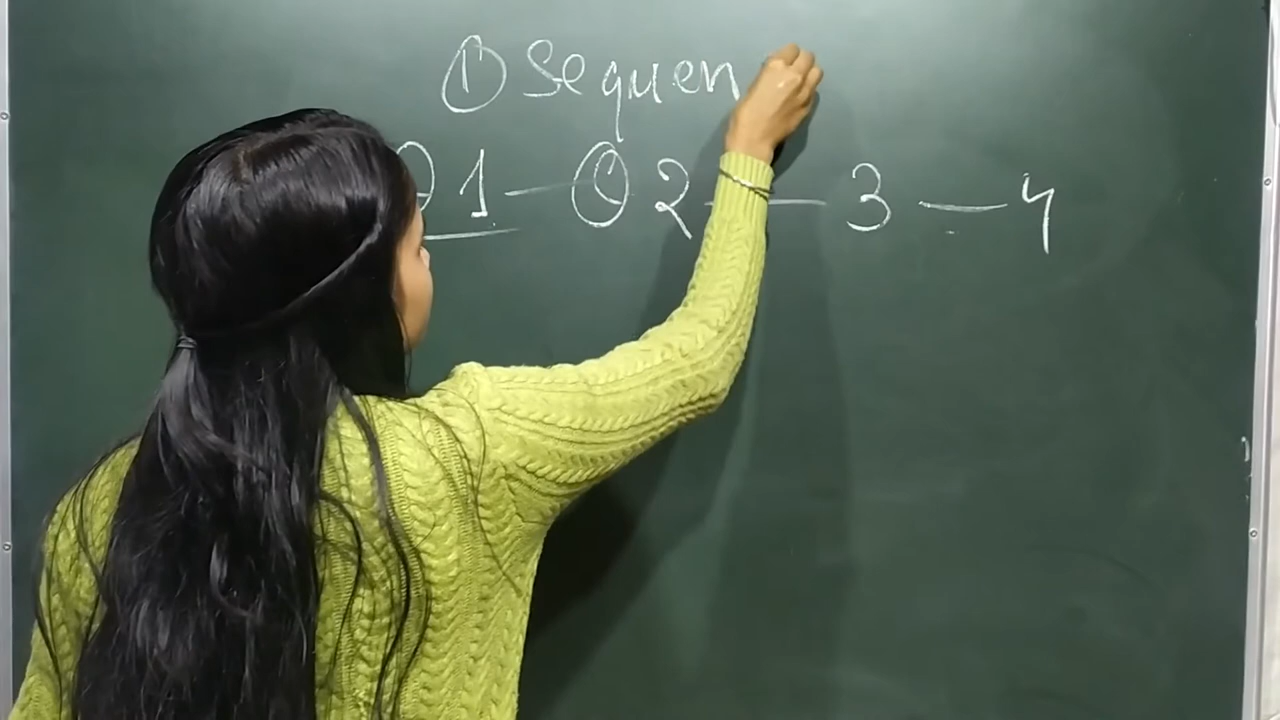 ① Sequen
1 — 2 — 3 — 4